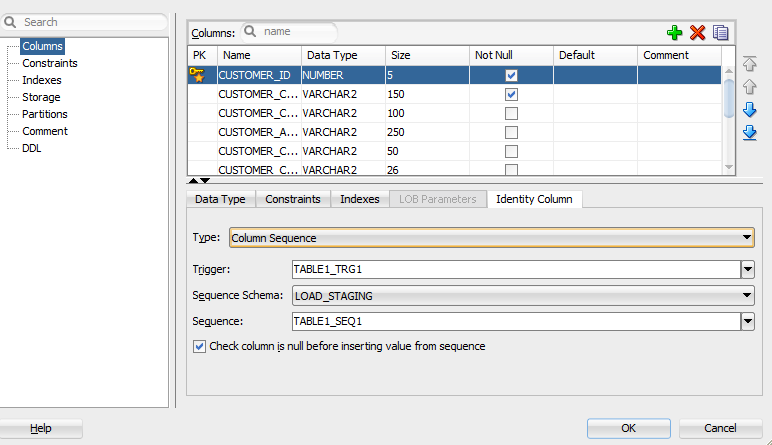 Search
Columns
Constraints
Indexes
Storage
Partitions
Comment
DDL
Columns: name
PK Name Data Type Size Not Null Default Comment
CUSTOMER_ID NUMBER 5
CUSTOMER_C... VARCHAR2 150
CUSTOMER_C... VARCHAR2 100
CUSTOMER_A... VARCHAR2 250
CUSTOMER_C... VARCHAR2 50
CUSTOMER_C... VARCHAR2 26
Data Type Constraints Indexes LOB Parameters Identity Column
Type: Column Sequence
Trigger: TABLE1_TRG1
Sequence Schema: LOAD_STAGING
Sequence: TABLE1_SEQ1
Check column is null before inserting value from sequence
Help OK Cancel